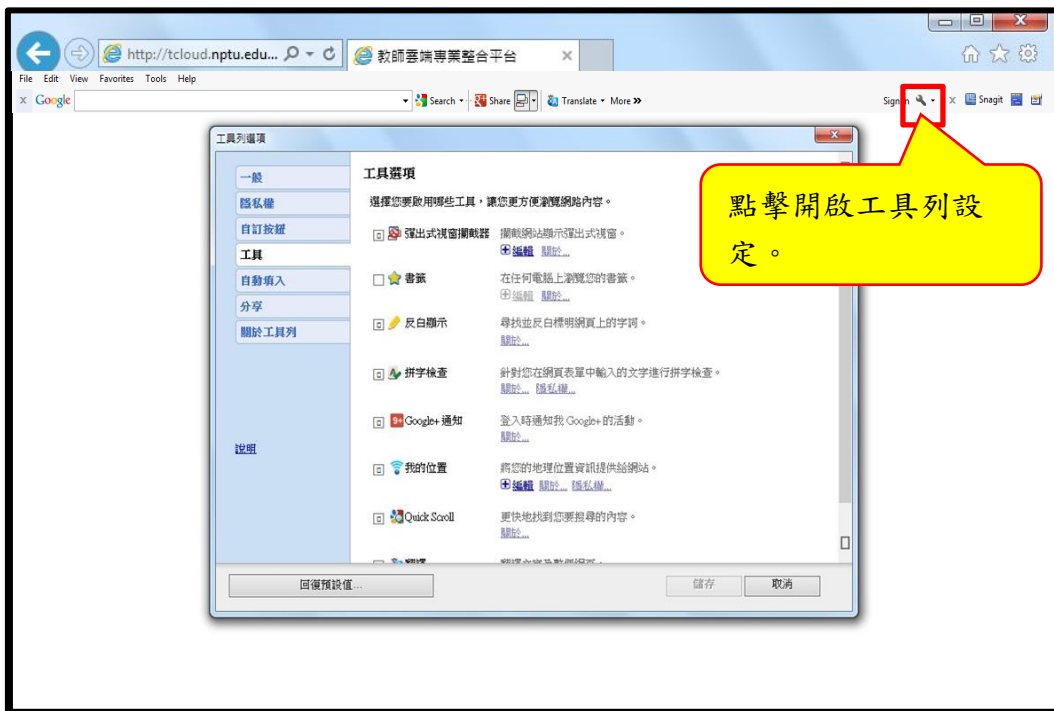 http://tcloud.nptu.edu...
教師雲端專業整合平台
File Edit View Favorites Tools Help
x Google Search Share Translate More » x Snagit
工具列選項
點擊開啟工具列設
定。
一般
隱私權
自訂按鈕
工具
自動填入
分享
關於工具列
說明
工具選項
選擇您要啟用哪些工具，讓您更方便瀏覽網路內容。
彈出式視窗攔截器 攔截網站顯示彈出式視窗。
編輯 關於...
書籤 在任何電腦上瀏覽您的書籤。
編輯 關於...
反白顯示 尋找並反白標明網頁上的字詞。
關於...
拼字檢查 針對您在網頁表單中輸入的文字進行拼字檢查。
關於... 隱私權...
Google+ 通知 登入時通知我 Google+ 的活動。
關於...
我的位置 將您的地理位置資訊提供給網站。
編輯 關於... 隱私權...
Quick Scroll 更快地找到您要搜尋的內容。
關於...
回復預設值... 儲存 取消